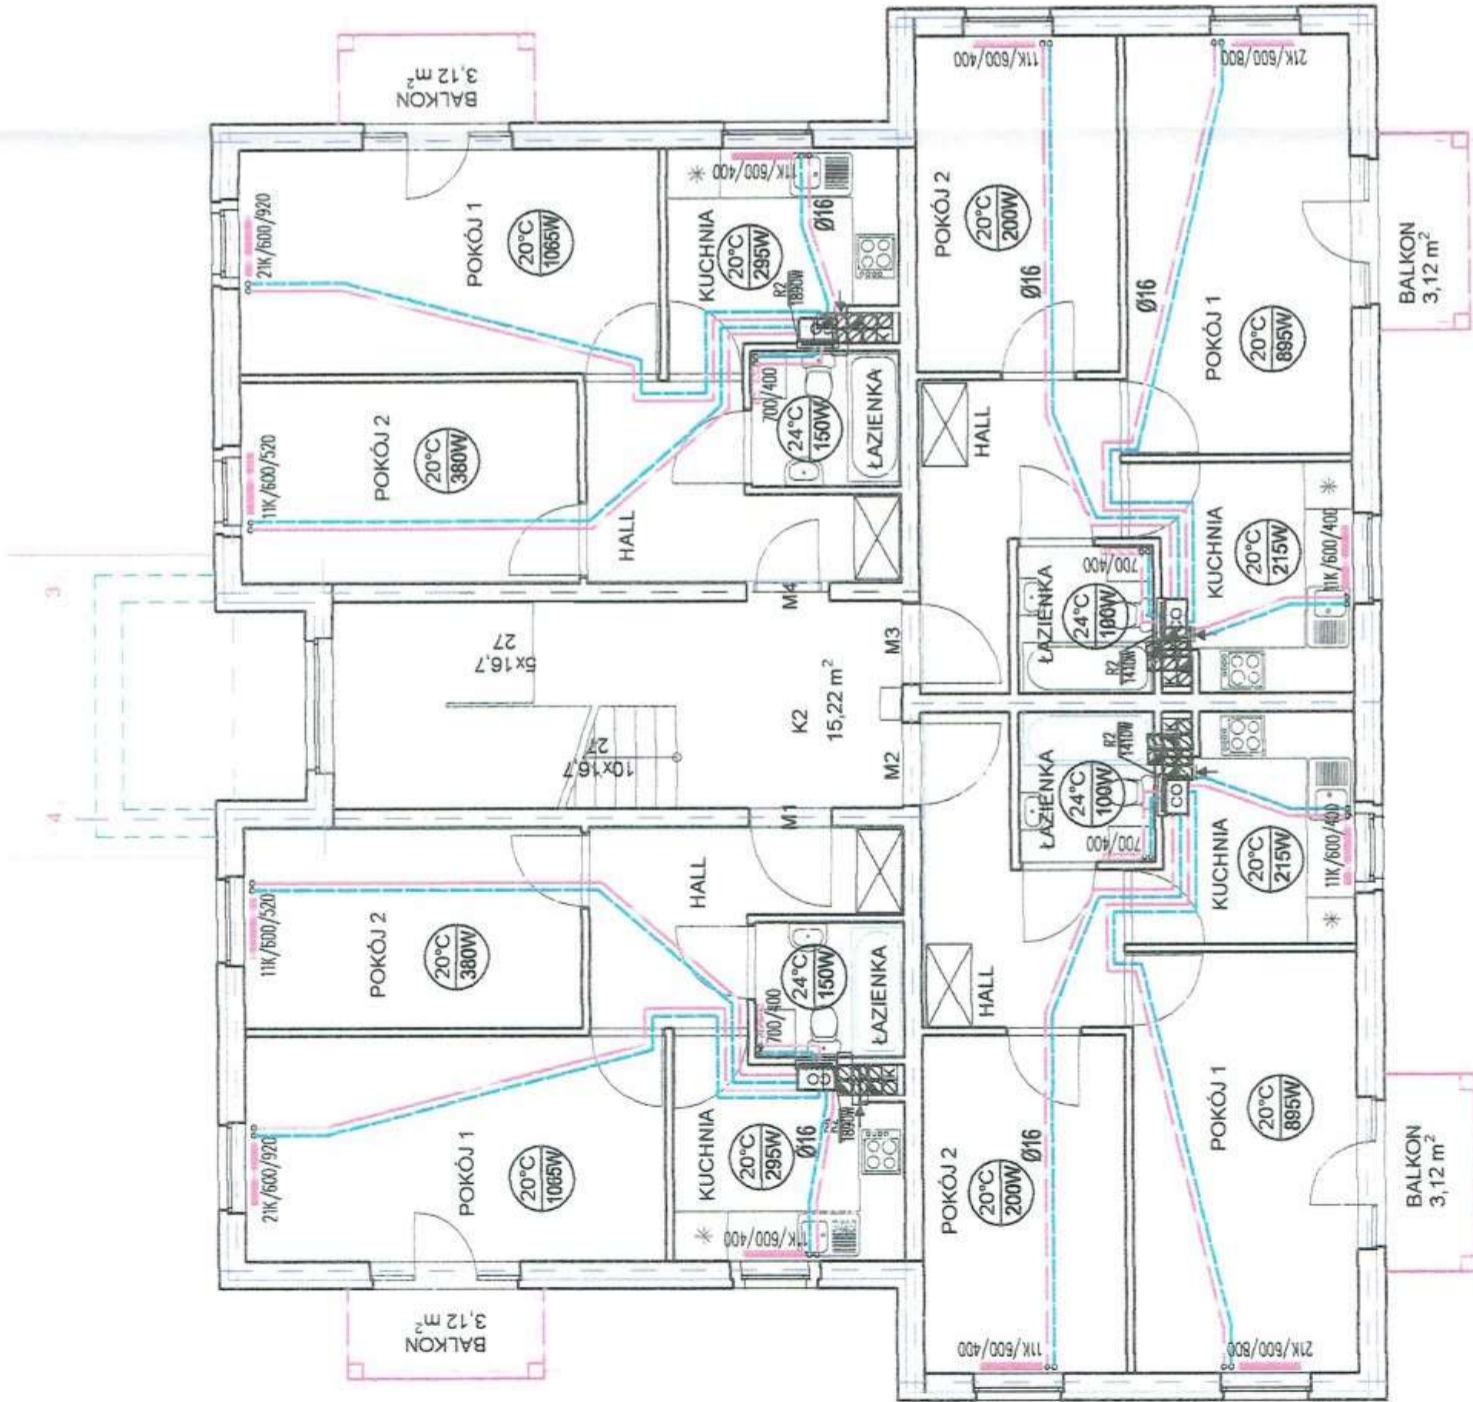 BALKON
3,12 m²
21K/600/920
POKÓJ 1
20°C
1065W
11K/600/400
KUCHNIA
20°C
295W
Ø16
R2
1890W
11K/600/520
POKÓJ 2
20°C
380W
HALL
700/400
24°C
150W
ŁAZIENKA
K
11K/600/400
POKÓJ 2
20°C
200W
Ø16
21K/600/800
Ø16
POKÓJ 1
20°C
895W
BALKON
3,12 m²
HALL
ŁAZIENKA
24°C
100W
700/400
R2
1410W
CO
K
KUCHNIA
20°C
215W
11K/600/400
3
4
5x16,7
27
10x16,7
27
K2
15,22 m²
M4
M3
M2
M1
ŁAZIENKA
24°C
100W
700/400
R2
1410W
CO
K
KUCHNIA
20°C
215W
11K/600/400
11K/600/520
POKÓJ 2
20°C
380W
HALL
700/400
24°C
150W
ŁAZIENKA
HALL
21K/600/920
POKÓJ 1
20°C
1065W
KUCHNIA
20°C
295W
Ø16
R2
1890W
CO
K
11K/600/400
POKÓJ 2
20°C
200W
Ø16
11K/600/400
POKÓJ 1
20°C
895W
21K/600/800
BALKON
3,12 m²
BALKON
3,12 m²